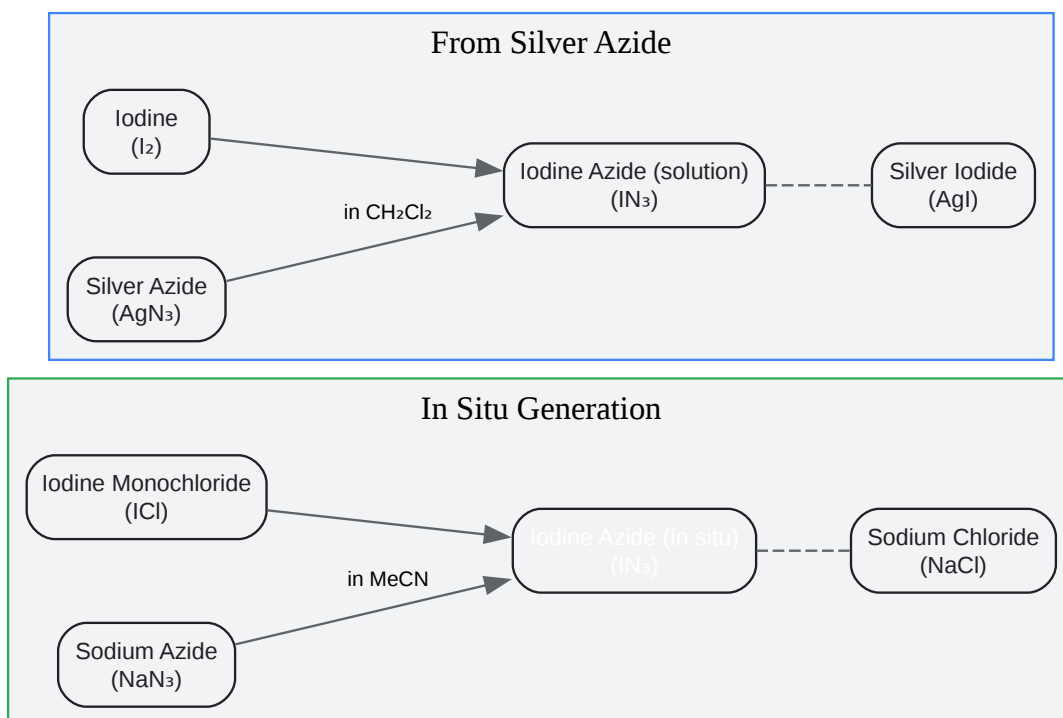 From Silver Azide
Iodine
(I₂)
Iodine Azide (solution)
(IN₃)
Silver Iodide
(AgI)
in CH₂Cl₂
Silver Azide
(AgN₃)
In Situ Generation
Iodine Monochloride
(ICl)
Iodine Azide (in situ)
(IN₃)
Sodium Chloride
(NaCl)
in MeCN
Sodium Azide
(NaN₃)